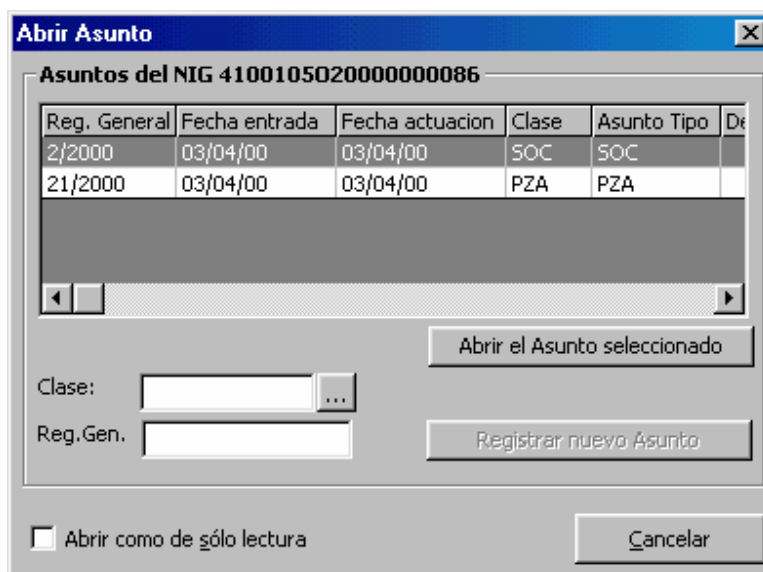 Abrir Asunto
Asuntos del NIG 4100105O20000000086
Reg. General Fecha entrada Fecha actuacion Clase Asunto Tipo De
2/2000 03/04/00 03/04/00 SOC SOC
21/2000 03/04/00 03/04/00 PZA PZA
Abrir el Asunto seleccionado
Clase: ...
Reg.Gen. Registrar nuevo Asunto
Abrir como de sólo lectura Cancelar